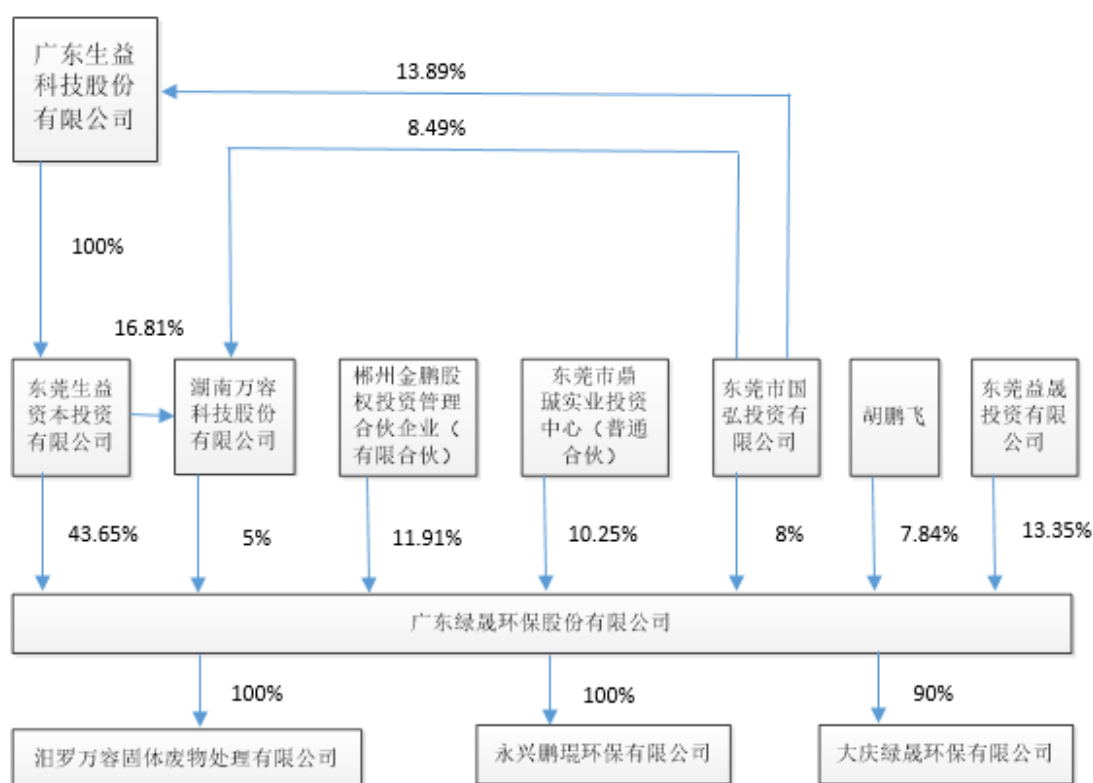 广东生益
科技股份
有限公司
13.89%
8.49%
100%
16.81%
东莞生益
资本投资
有限公司
湖南万容
科技股份
有限公司
郴州金鹏股
权投资管理
合伙企业（
有限合伙）
东莞市鼎
珹实业投资
中心（普通
合伙）
东莞市国
弘投资有
限公司
胡鹏飞
东莞益晟
投资有限
公司
43.65%
5%
11.91%
10.25%
8%
7.84%
13.35%
广东绿晟环保股份有限公司
100%
100%
90%
汨罗万容固体废物处理有限公司
永兴鹏琨环保有限公司
大庆绿晟环保有限公司